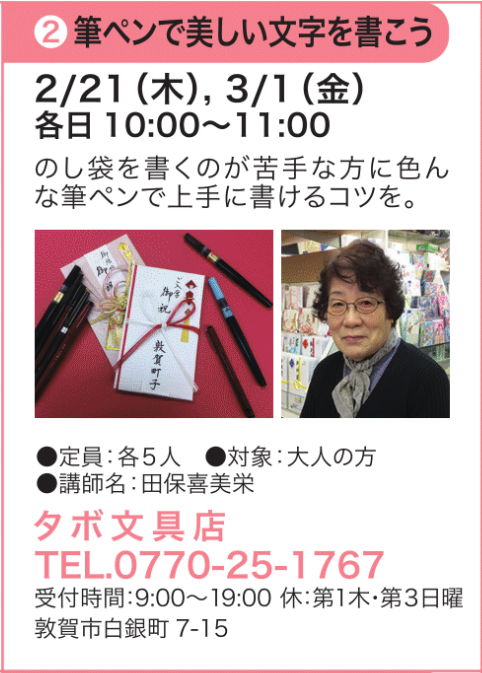 ② 筆ペンで美しい文字を書こう
2/21(木), 3/1(金)
各日 10:00〜11:00
のし袋を書くのが苦手な方に色ん
な筆ペンで上手に書けるコツを。
御祝
ご入学
御祝
敦賀町子
●定員:各5人 ●対象:大人の方
●講師名:田保喜美栄
タボ文具店
TEL.0770-25-1767
受付時間:9:00〜19:00 休:第1木・第3日曜
敦賀市白銀町 7-15